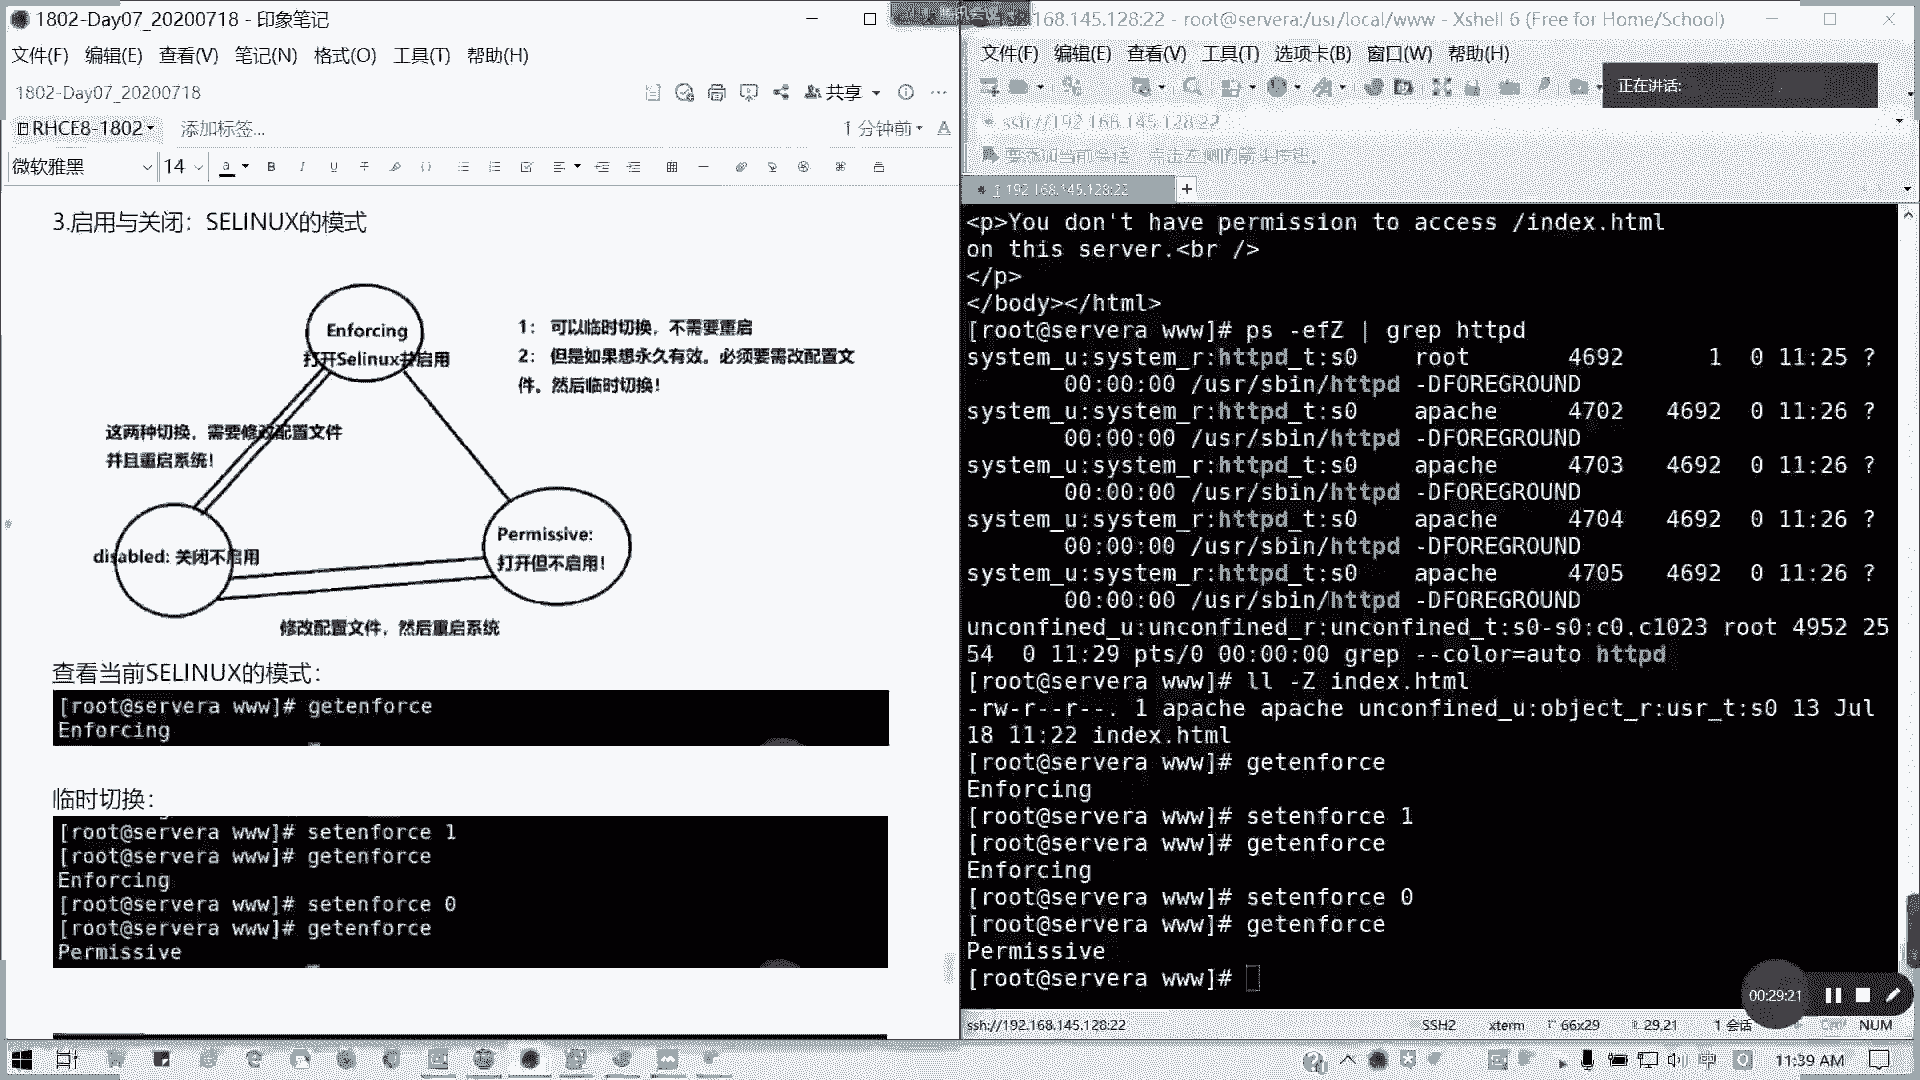 1802-Day07_20200718 - 印象笔记
文件(F) 编辑(E) 查看(V) 笔记(N) 格式(O) 工具(T) 帮助(H)
1802-Day07_20200718
共享
RHCE8-1802 添加标签...
1 分钟前
微软雅黑 14
3.启用与关闭：SELINUX的模式
Enforcing
打开Selinux并启用
1： 可以临时切换，不需要重启
2： 但是如果想永久有效。必须要需改配置文
件。然后临时切换！
这两种切换，需要修改配置文件
并且重启系统！
disabled: 关闭不启用
Permissive:
打开但不启用！
修改配置文件，然后重启系统
查看当前SELINUX的模式：
[root@servera www]# getenforce
Enforcing
临时切换：
[root@servera www]# setenforce 1
[root@servera www]# getenforce
Enforcing
[root@servera www]# setenforce 0
[root@servera www]# getenforce
Permissive
168.145.128:22 - root@servera:/usr/local/www - Xshell 6 (Free for Home/School)
文件(F) 编辑(E) 查看(V) 工具(T) 选项卡(B) 窗口(W) 帮助(H)
正在讲话:
ssh://192.168.145.128:22
要添加当前会话，点击左侧的箭头按钮。
1 192.168.145.128:22
<p>You don't have permission to access /index.html
on this server.<br />
</p>
</body></html>
[root@servera www]# ps -efZ | grep httpd
system_u:system_r:httpd_t:s0 root 4692 1 0 11:25 ?
00:00:00 /usr/sbin/httpd -DFOREGROUND
system_u:system_r:httpd_t:s0 apache 4702 4692 0 11:26 ?
00:00:00 /usr/sbin/httpd -DFOREGROUND
system_u:system_r:httpd_t:s0 apache 4703 4692 0 11:26 ?
00:00:00 /usr/sbin/httpd -DFOREGROUND
system_u:system_r:httpd_t:s0 apache 4704 4692 0 11:26 ?
00:00:00 /usr/sbin/httpd -DFOREGROUND
system_u:system_r:httpd_t:s0 apache 4705 4692 0 11:26 ?
00:00:00 /usr/sbin/httpd -DFOREGROUND
unconfined_u:unconfined_r:unconfined_t:s0-s0:c0.c1023 root 4952 25
54 0 11:29 pts/0 00:00:00 grep --color=auto httpd
[root@servera www]# ll -Z index.html
-rw-r--r--. 1 apache apache unconfined_u:object_r:usr_t:s0 13 Jul
18 11:22 index.html
[root@servera www]# getenforce
Enforcing
[root@servera www]# setenforce 1
[root@servera www]# getenforce
Enforcing
[root@servera www]# setenforce 0
[root@servera www]# getenforce
Permissive
[root@servera www]#
00:29:21
ssh://192.168.145.128:22 SSH2 xterm 66x29 29,21 1 会话 NUM
中 11:39 AM